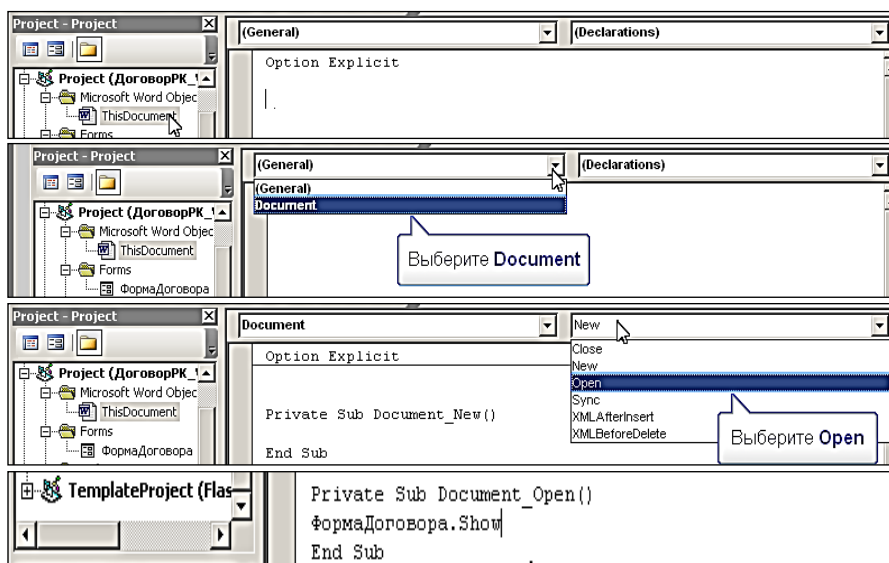 Project - Project
(General)
(Declarations)
Option Explicit
Project (ДоговорРК_
Microsoft Word Objec
ThisDocument
Forms
Project - Project
(General)
(Declarations)
(General)
Document
Project (ДоговорРК_
Microsoft Word Objec
ThisDocument
Forms
ФормаДоговора
Выберите Document
Project - Project
Document
New
Close
New
Open
Sync
XMLAfterInsert
XMLBeforeDelete
Option Explicit
Project (ДоговорРК_
Microsoft Word Objec
ThisDocument
Forms
ФормаДоговора
Private Sub Document_New()
End Sub
Выберите Open
TemplateProject (Flas
Private Sub Document_Open()
ФормаДоговора.Show
End Sub